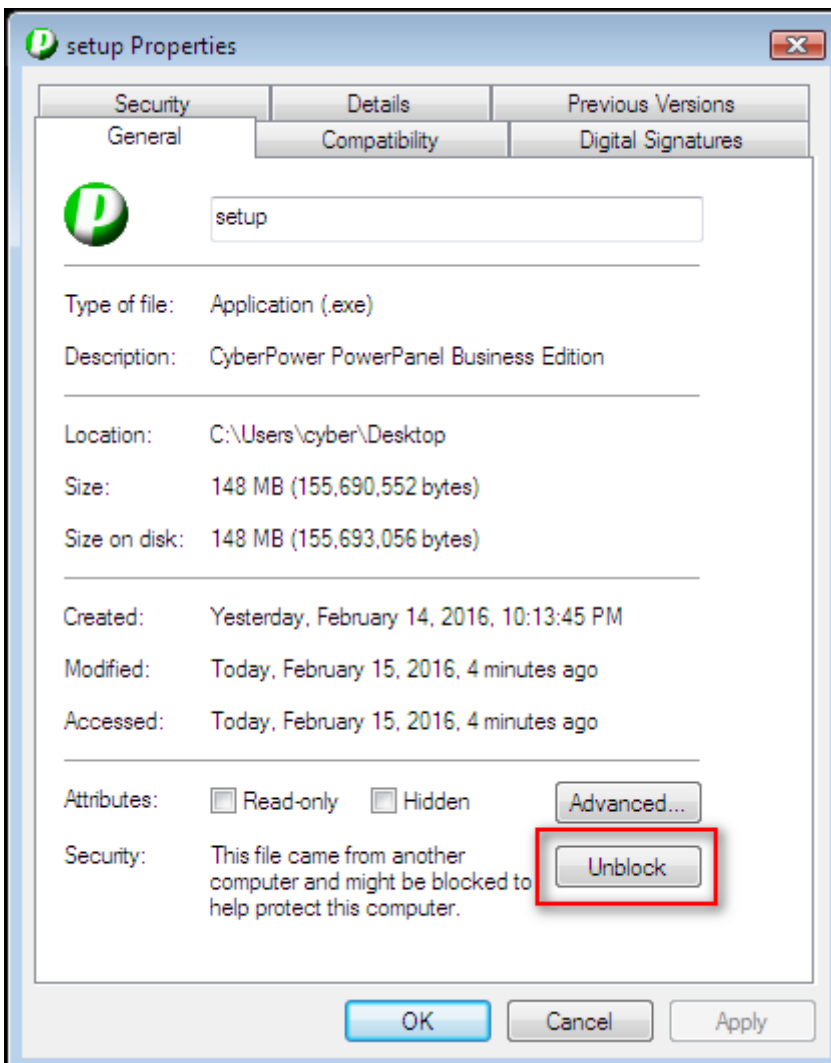 setup Properties
Security Details Previous Versions
General Compatibility Digital Signatures
setup
Type of file: Application (.exe)
Description: CyberPower PowerPanel Business Edition
Location: C:\Users\cyber\Desktop
Size: 148 MB (155,690,552 bytes)
Size on disk: 148 MB (155,693,056 bytes)
Created: Yesterday, February 14, 2016, 10:13:45 PM
Modified: Today, February 15, 2016, 4 minutes ago
Accessed: Today, February 15, 2016, 4 minutes ago
Attributes: Read-only Hidden Advanced...
Security: This file came from another
computer and might be blocked to
help protect this computer.
Unblock
OK Cancel Apply